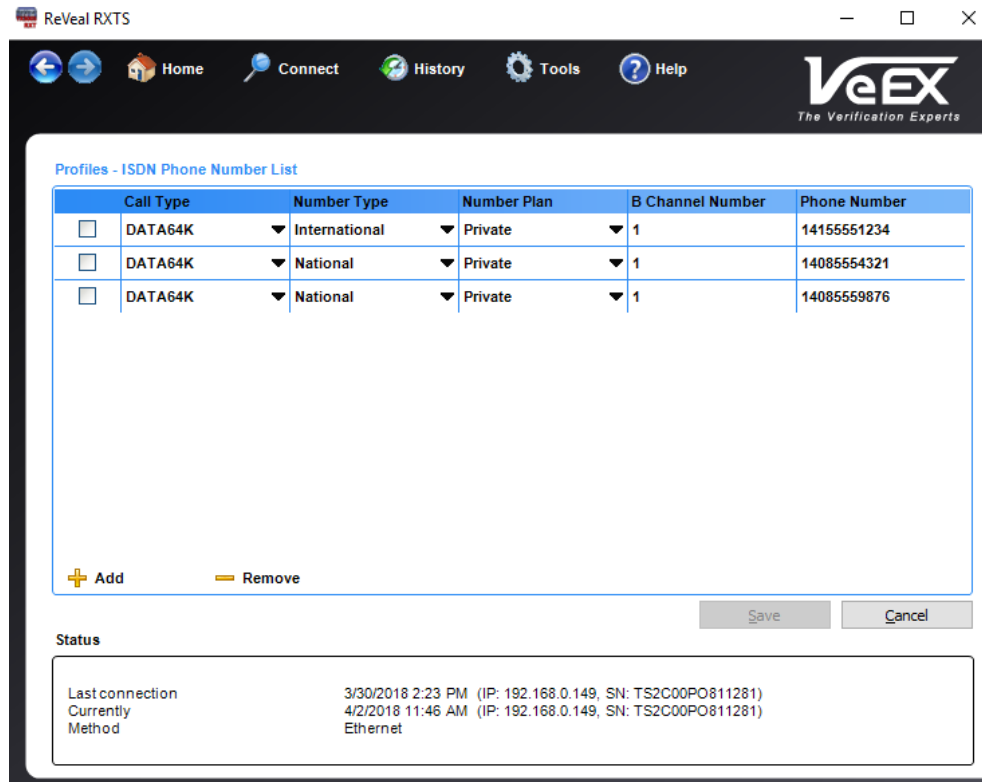 ReVeal RXTS
Home Connect History Tools Help
VeEX
The Verification Experts
Profiles - ISDN Phone Number List
Call Type Number Type Number Plan B Channel Number Phone Number
DATA64K International Private 1 14155551234
DATA64K National Private 1 14085554321
DATA64K National Private 1 14085559876
Add Remove
Save Cancel
Status
Last connection 3/30/2018 2:23 PM (IP: 192.168.0.149, SN: TS2C00PO811281)
Currently 4/2/2018 11:46 AM (IP: 192.168.0.149, SN: TS2C00PO811281)
Method Ethernet